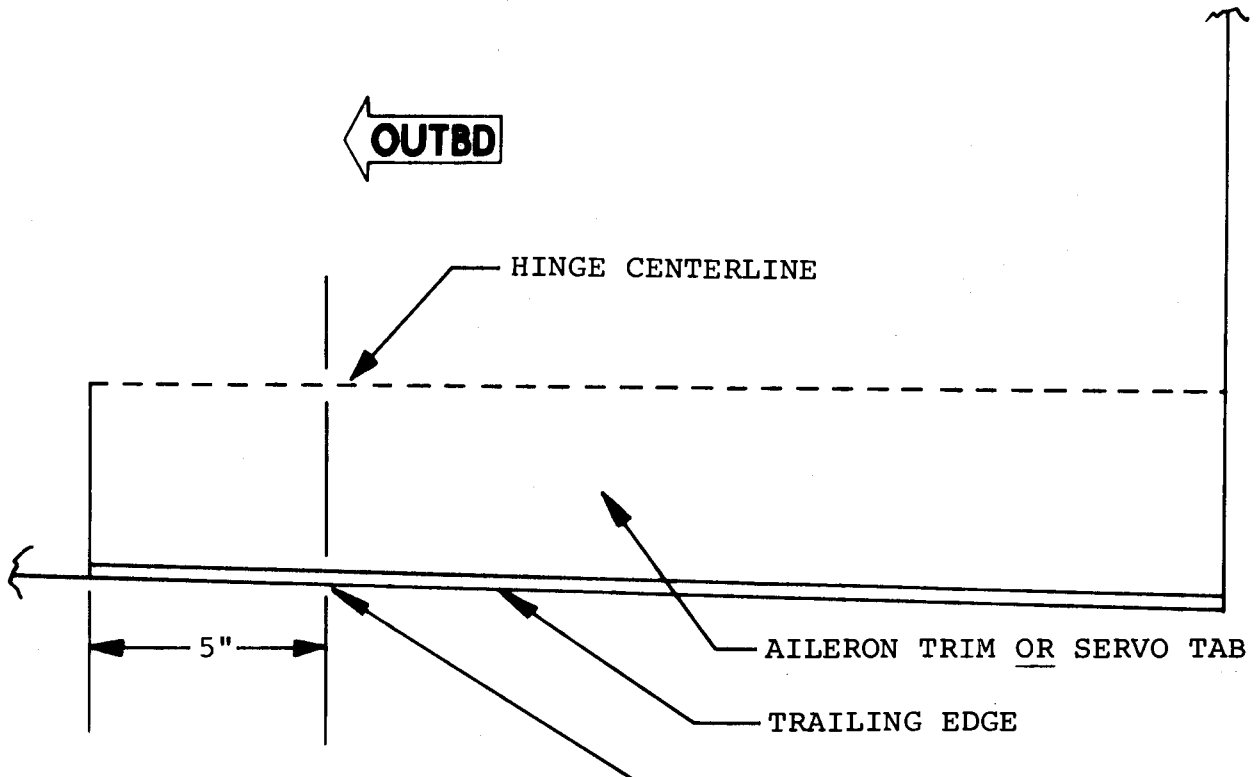 OUTBD
HINGE CENTERLINE
5"
AILERON TRIM OR SERVO TAB
TRAILING EDGE